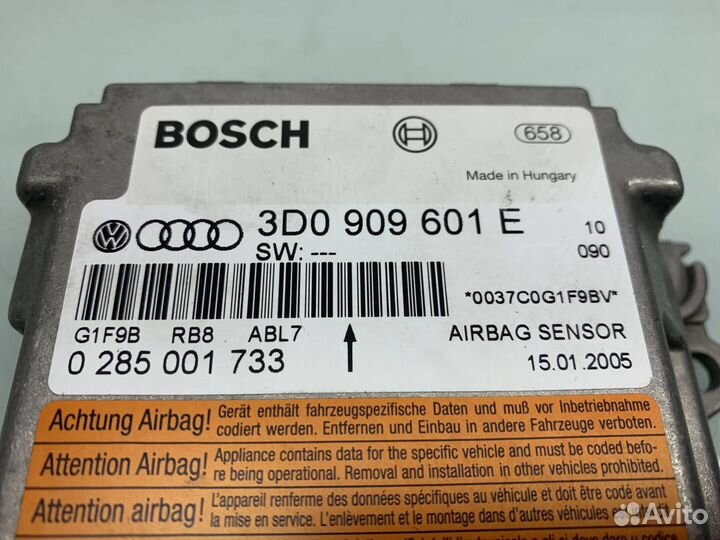 BOSCH
658
Made in Hungary
3D0 909 601 E
10
SW: ---
090
*0037C0G1F9BV*
G1F9B RB8 ABL7
AIRBAG SENSOR
0 285 001 733
15.01.2005
Achtung Airbag! Gerät enthält fahrzeugspezifische Daten und muß vor Inbetriebnahme
codiert werden. Entfernen und Einbau in andere Fahrzeuge verboten.
Attention Airbag! Appliance contains data for the specific vehicle and must be coded befo-
re being operational. Removal and installation in other vehicles prohibited.
Attention airbag! L'appareil renferme des données spécifiques au véhicule et doit être codé avant
la mise en service. L'enlèvement et le montage dans d'autres véhicules
Avito